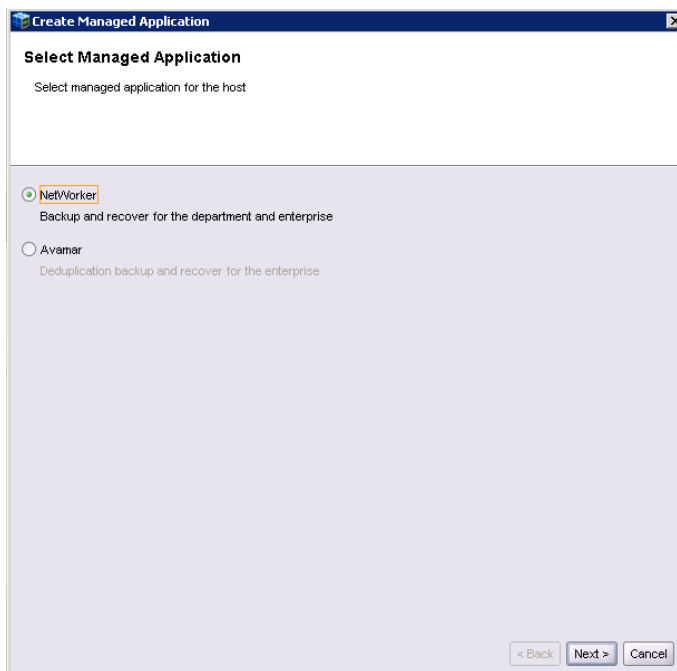 Create Managed Application
Select Managed Application
Select managed application for the host
NetWorker
Backup and recover for the department and enterprise
Avamar
Deduplication backup and recover for the enterprise
< Back Next > Cancel